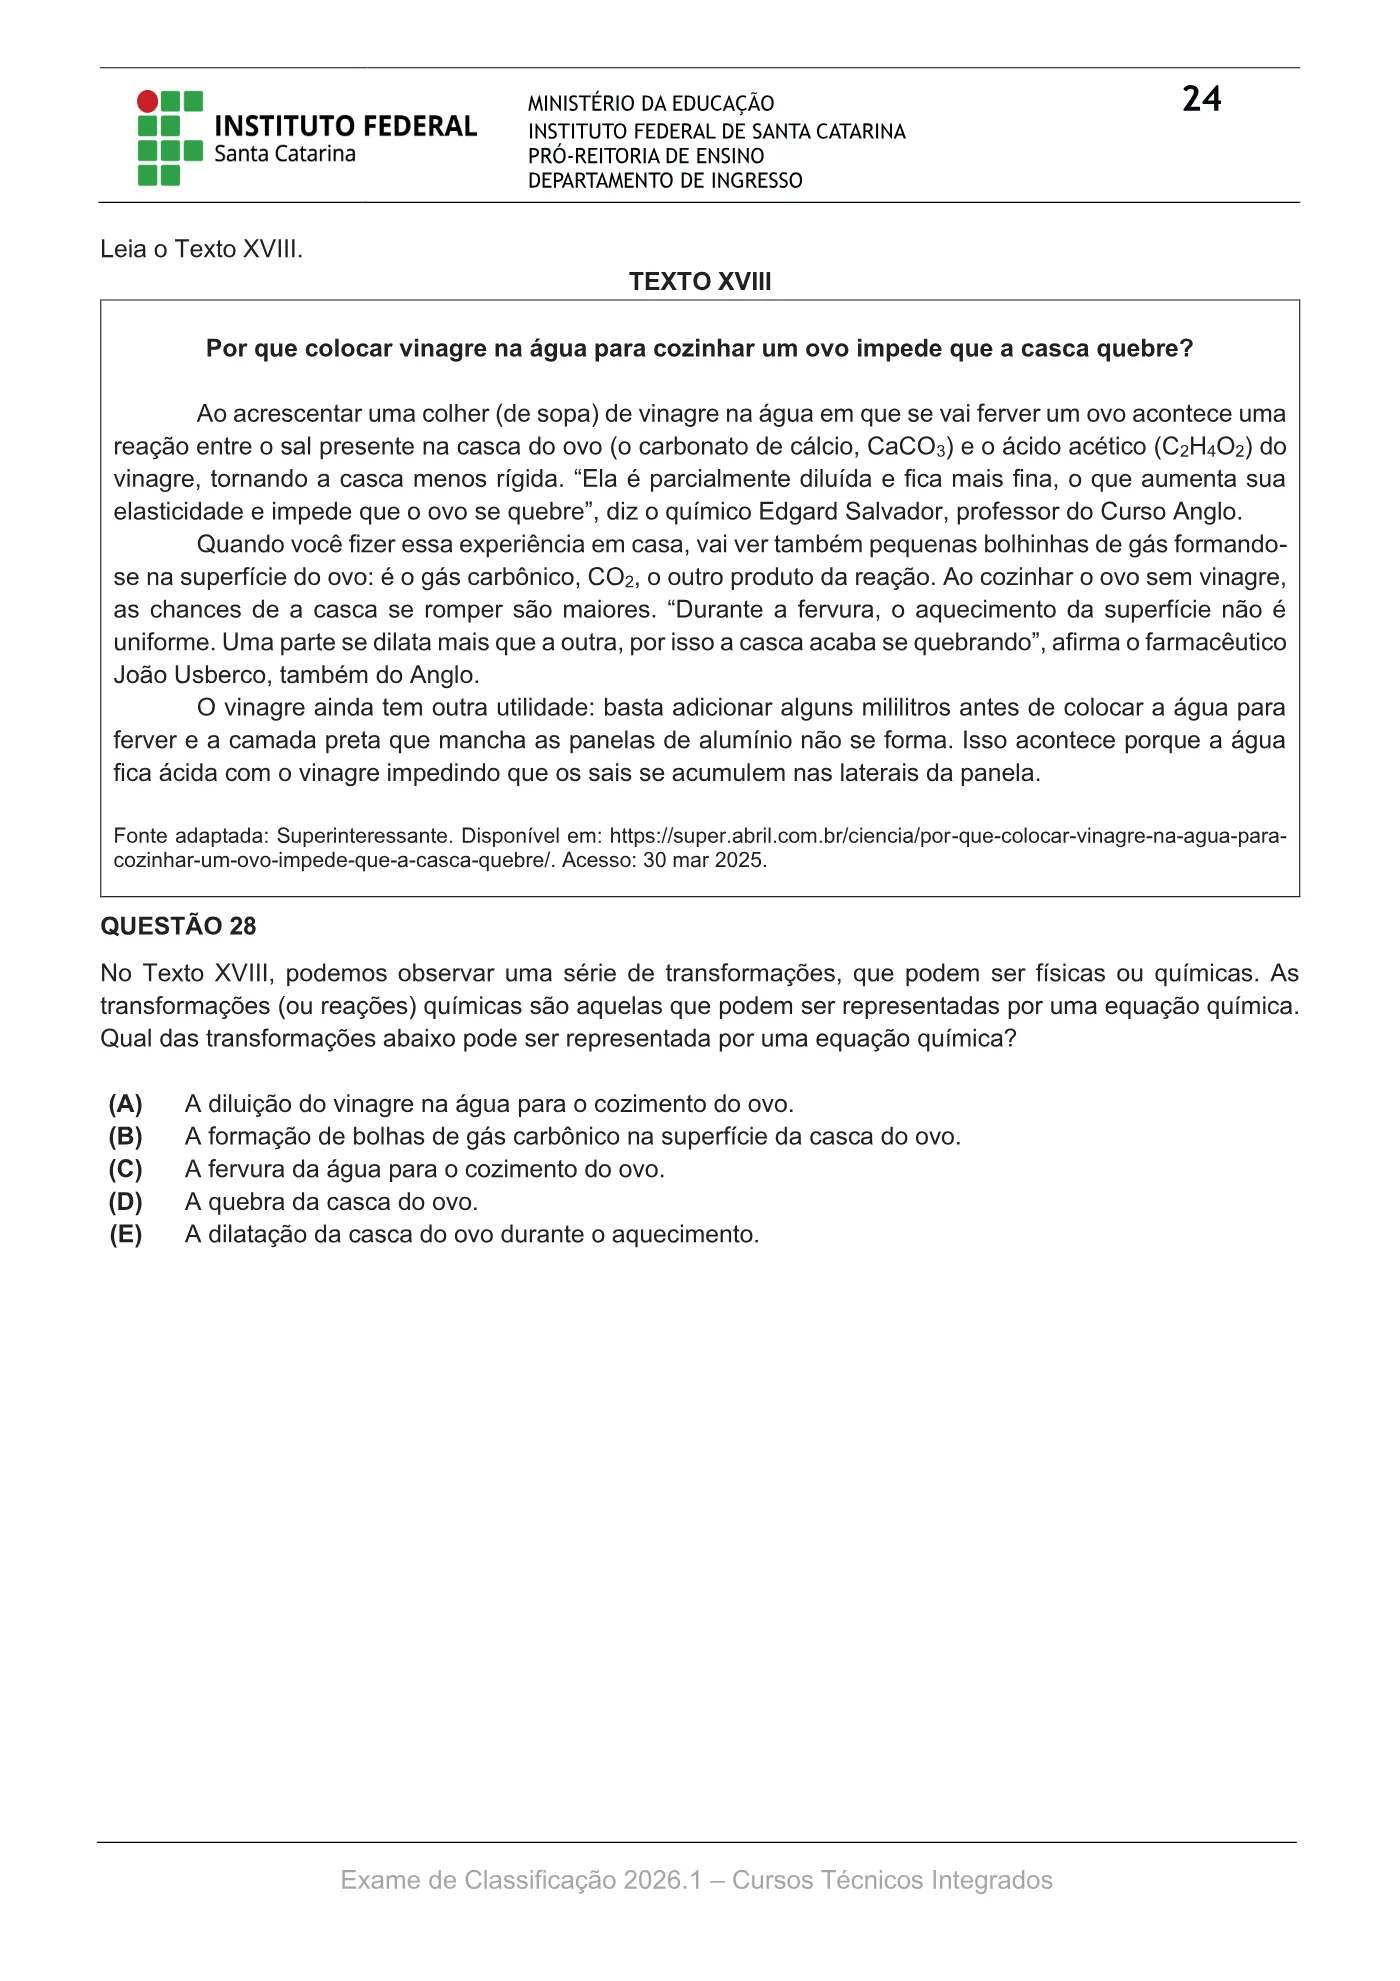 INSTITUTO FEDERAL
Santa Catarina
MINISTÉRIO DA EDUCAÇÃO
INSTITUTO FEDERAL DE SANTA CATARINA
PRÓ-REITORIA DE ENSINO
DEPARTAMENTO DE INGRESSO
24
Leia o Texto XVIII.
TEXTO XVIII
Por que colocar vinagre na água para cozinhar um ovo impede que a casca quebre?
Ao acrescentar uma colher (de sopa) de vinagre na água em que se vai ferver um ovo acontece uma
reação entre o sal presente na casca do ovo (o carbonato de cálcio, CaCO₃) e o ácido acético (C₂H₄O₂) do
vinagre, tornando a casca menos rígida. “Ela é parcialmente diluída e fica mais fina, o que aumenta sua
elasticidade e impede que o ovo se quebre”, diz o químico Edgard Salvador, professor do Curso Anglo.
Quando você fizer essa experiência em casa, vai ver também pequenas bolhinhas de gás formando-
se na superfície do ovo: é o gás carbônico, CO₂, o outro produto da reação. Ao cozinhar o ovo sem vinagre,
as chances de a casca se romper são maiores. “Durante a fervura, o aquecimento da superfície não é
uniforme. Uma parte se dilata mais que a outra, por isso a casca acaba se quebrando”, afirma o farmacêutico
João Usberco, também do Anglo.
O vinagre ainda tem outra utilidade: basta adicionar alguns mililitros antes de colocar a água para
ferver e a camada preta que mancha as panelas de alumínio não se forma. Isso acontece porque a água
fica ácida com o vinagre impedindo que os sais se acumulem nas laterais da panela.
Fonte adaptada: Superinteressante. Disponível em: https://super.abril.com.br/ciencia/por-que-colocar-vinagre-na-agua-para-
cozinhar-um-ovo-impede-que-a-casca-quebre/. Acesso: 30 mar 2025.
QUESTÃO 28
No Texto XVIII, podemos observar uma série de transformações, que podem ser físicas ou químicas. As
transformações (ou reações) químicas são aquelas que podem ser representadas por uma equação química.
Qual das transformações abaixo pode ser representada por uma equação química?
(A) A diluição do vinagre na água para o cozimento do ovo.
(B) A formação de bolhas de gás carbônico na superfície da casca do ovo.
(C) A fervura da água para o cozimento do ovo.
(D) A quebra da casca do ovo.
(E) A dilatação da casca do ovo durante o aquecimento.
Exame de Classificação 2026.1 – Cursos Técnicos Integrados